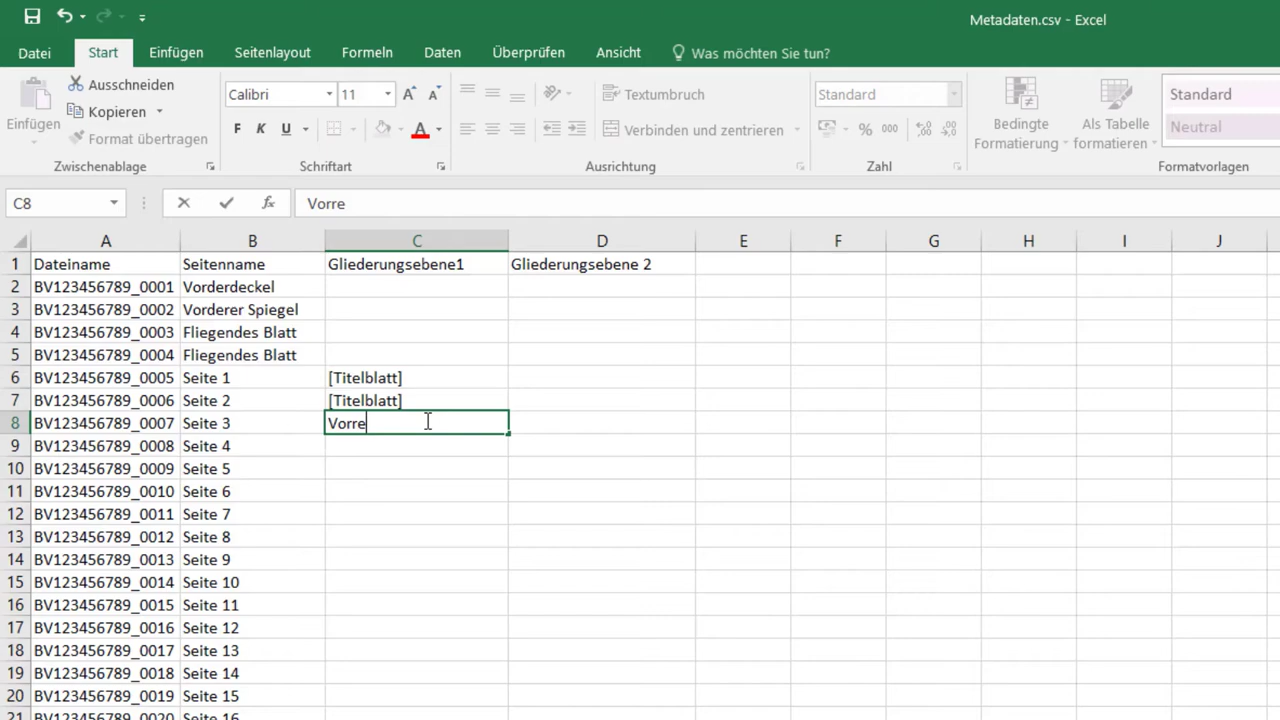 Metadaten.csv - Excel
Datei Start Einfügen Seitenlayout Formeln Daten Überprüfen Ansicht Was möchten Sie tun?
Einfügen
Ausschneiden
Kopieren
Format übertragen
Zwischenablage
Calibri 11
F K U A
Schriftart
Textumbruch
Verbinden und zentrieren
Ausrichtung
Standard
% 000
Zahl
Bedingte Formatierung
Als Tabelle formatieren
Standard
Neutral
Formatvorlagen
C8 fx Vorre
A B C D E F G H I J
1 Dateiname Seitenname Gliederungsebene1 Gliederungsebene 2
2 BV123456789_0001 Vorderdeckel
3 BV123456789_0002 Vorderer Spiegel
4 BV123456789_0003 Fliegendes Blatt
5 BV123456789_0004 Fliegendes Blatt
6 BV123456789_0005 Seite 1 [Titelblatt]
7 BV123456789_0006 Seite 2 [Titelblatt]
8 BV123456789_0007 Seite 3 Vorre
9 BV123456789_0008 Seite 4
10 BV123456789_0009 Seite 5
11 BV123456789_0010 Seite 6
12 BV123456789_0011 Seite 7
13 BV123456789_0012 Seite 8
14 BV123456789_0013 Seite 9
15 BV123456789_0014 Seite 10
16 BV123456789_0015 Seite 11
17 BV123456789_0016 Seite 12
18 BV123456789_0017 Seite 13
19 BV123456789_0018 Seite 14
20 BV123456789_0019 Seite 15
21 BV123456789_0020 Seite 16